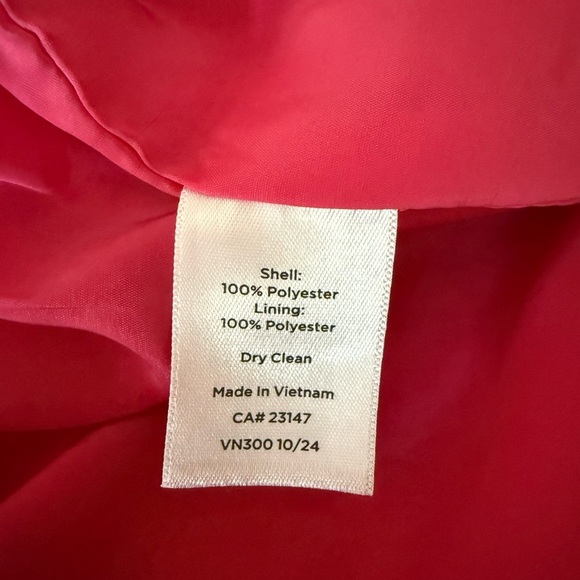 Shell:
100% Polyester
Lining:
100% Polyester
Dry Clean
Made In Vietnam
CA# 23147
VN300 10/24